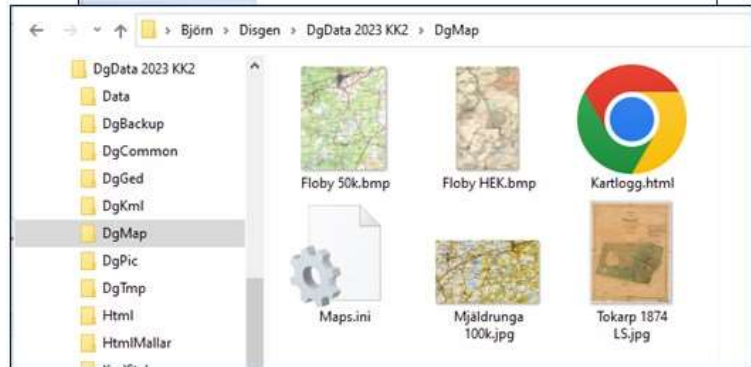 Björn > Disgen > DgData 2023 KK2 > DgMap
DgData 2023 KK2
Data
DgBackup
DgCommon
DgGed
DgKml
DgMap
DgPic
DgTmp
Html
HtmlMallar
Floby 50k.bmp
Floby HEK.bmp
Kartlogg.html
Maps.ini
Mjäldrunga
100k.jpg
Tokarp 1874
LS.jpg